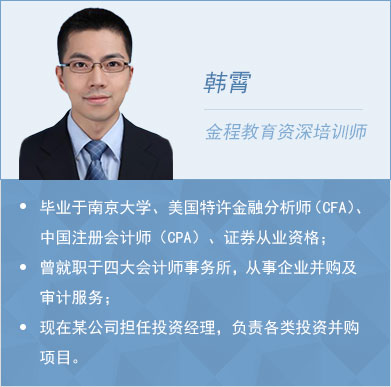 韩霄
金程教育资深培训师
• 毕业于南京大学、美国特许金融分析师(CFA)、
中国注册会计师(CPA)、证券从业资格；
• 曾就职于四大会计师事务所，从事企业并购及
审计服务；
• 现在某公司担任投资经理，负责各类投资并购
项目。